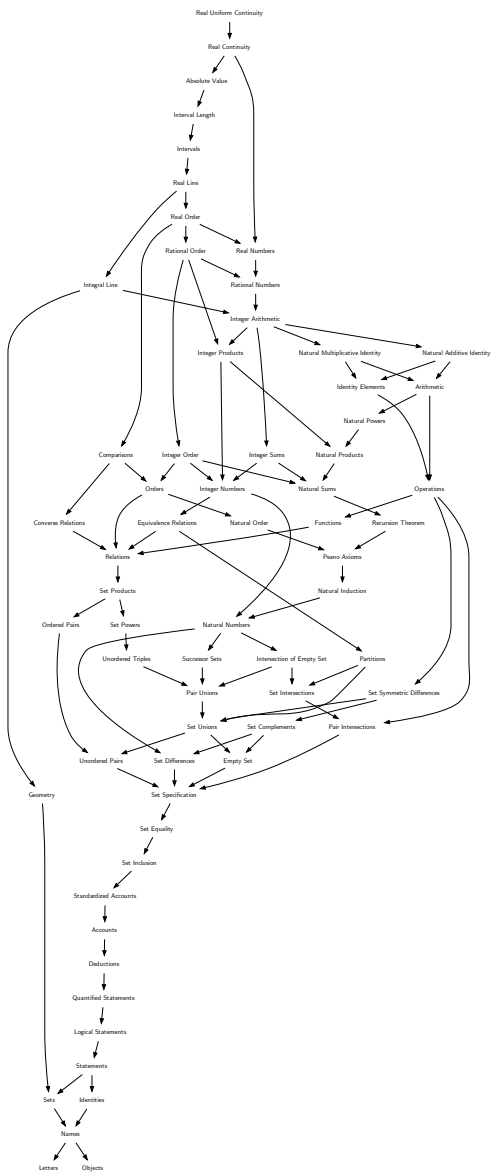 Real Uniform Continuity
Real Continuity
Absolute Value
Interval Length
Intervals
Real Line
Real Order
Rational Order Real Numbers
Integral Line Rational Numbers
Integer Arithmetic
Integer Products Natural Multiplicative Identity Natural Additive Identity
Identity Elements Arithmetic
Natural Powers
Comparisons Integer Order Integer Sums Natural Products
Orders Integer Numbers Natural Sums Operations
Converse Relations Equivalence Relations Natural Order Functions Recursion Theorem
Relations Peano Axioms
Set Products Natural Induction
Ordered Pairs Set Powers Natural Numbers
Unordered Triples Successor Sets Intersection of Empty Set Partitions
Pair Unions Set Intersections Set Symmetric Differences
Set Unions Set Complements Pair Intersections
Unordered Pairs Set Differences Empty Set
Geometry Set Specification
Set Equality
Set Inclusion
Standardized Accounts
Accounts
Deductions
Quantified Statements
Logical Statements
Statements
Sets Identities
Names
Letters Objects